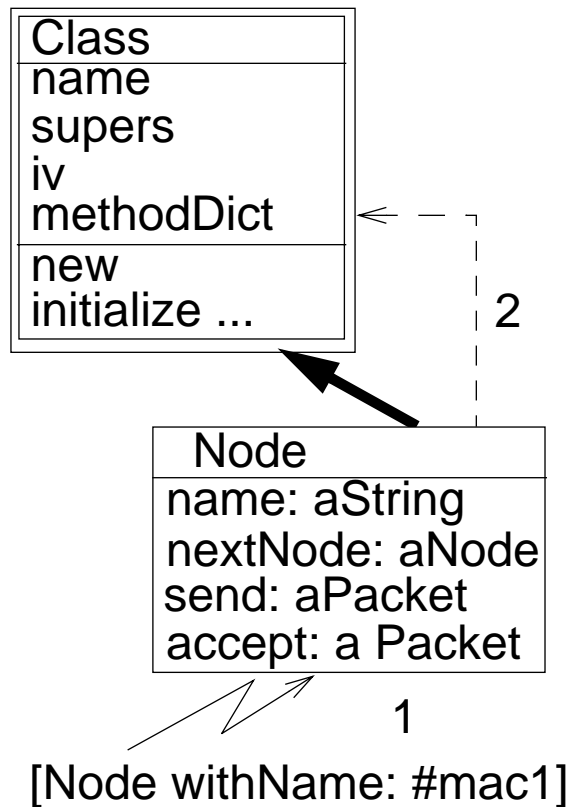 Class
name
supers
iv
methodDict
new
initialize ...
2
Node
name: aString
nextNode: aNode
send: aPacket
accept: a Packet
1
[Node withName: #mac1]